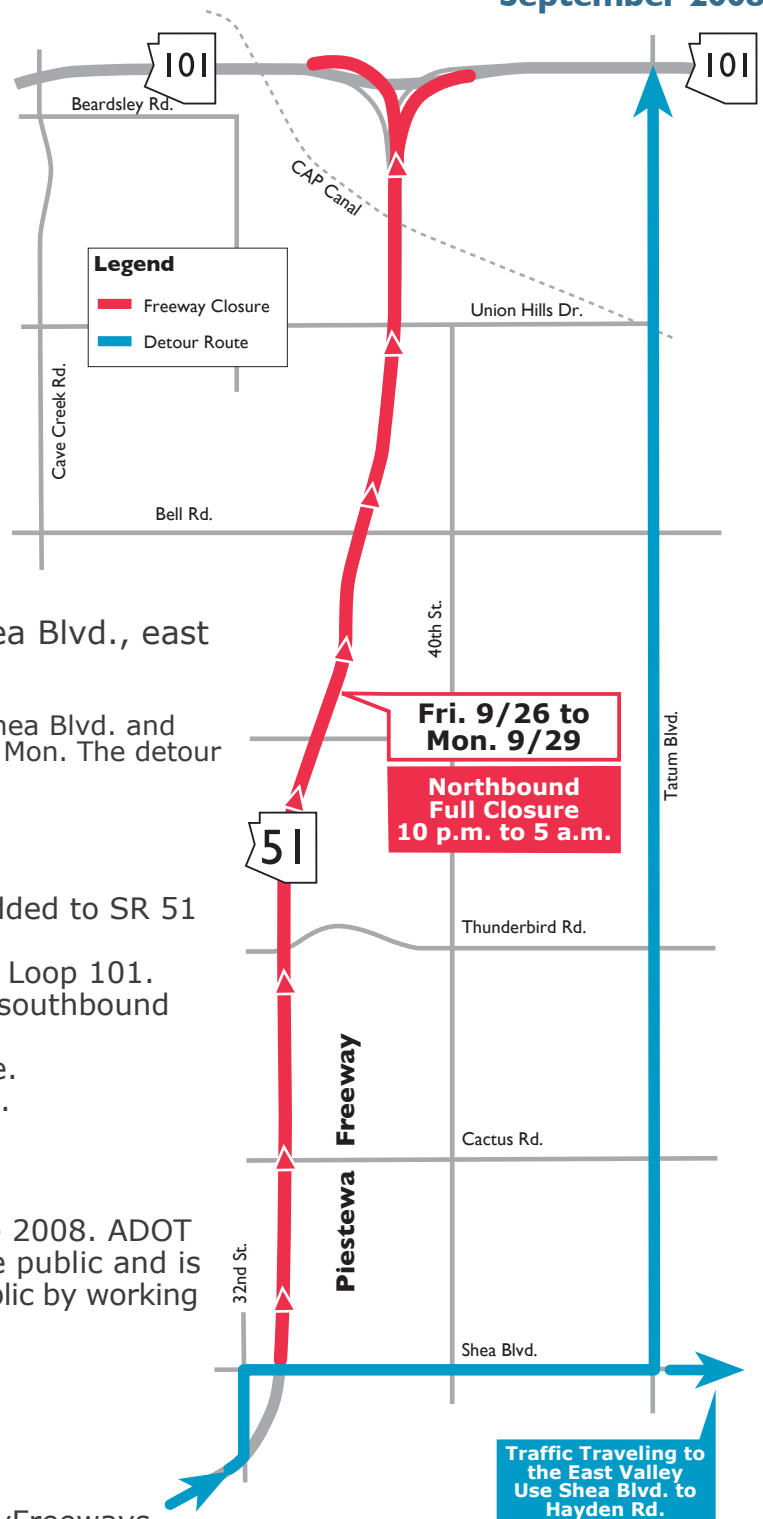 September 2008
101
101
Beardsley Rd.
CAP Canal
Legend
Freeway Closure
Detour Route
Union Hills Dr.
Cave Creek Rd.
Bell Rd.
40th St.
ea Blvd., east
hea Blvd. and
Mon. The detour
Fri. 9/26 to
Mon. 9/29
Northbound
Full Closure
10 p.m. to 5 a.m.
Tatum Blvd.
51
dded to SR 51
Thunderbird Rd.
Loop 101.
southbound
e.
.
Piestewa Freeway
Cactus Rd.
2008. ADOT
e public and is
blic by working
32nd St.
Shea Blvd.
Traffic Traveling to
the East Valley
Use Shea Blvd. to
Hayden Rd.
yFreeways